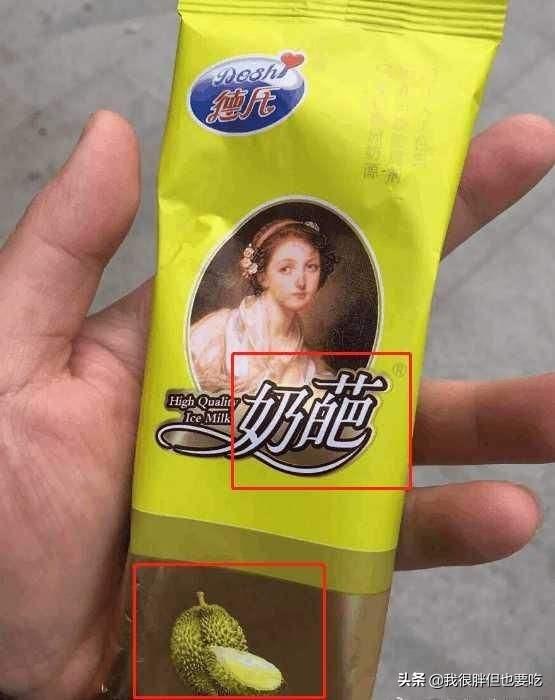 Deshi
德氏
High Quality
Ice Milk
奶葩®
头条 @我很胖但也要吃